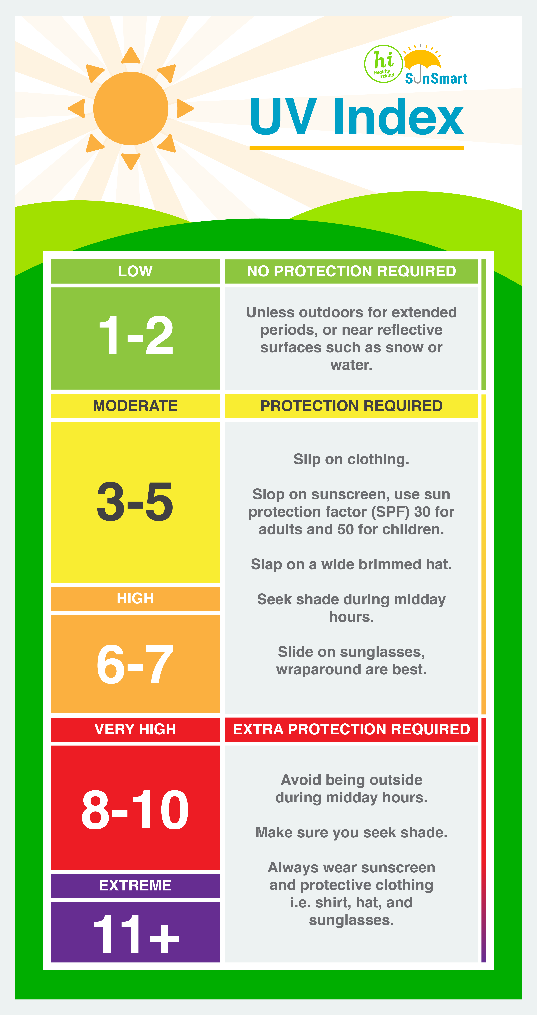 hi
SunSmart
UV Index
LOW
NO PROTECTION REQUIRED
1-2
Unless outdoors for extended
periods, or near reflective
surfaces such as snow or
water.
MODERATE
PROTECTION REQUIRED
3-5
Slip on clothing.
Slop on sunscreen, use sun
protection factor (SPF) 30 for
adults and 50 for children.
Slap on a wide brimmed hat.
Seek shade during midday
hours.
Slide on sunglasses,
wraparound are best.
HIGH
6-7
VERY HIGH
EXTRA PROTECTION REQUIRED
8-10
Avoid being outside
during midday hours.
Make sure you seek shade.
Always wear sunscreen
and protective clothing
i.e. shirt, hat, and
sunglasses.
EXTREME
11+